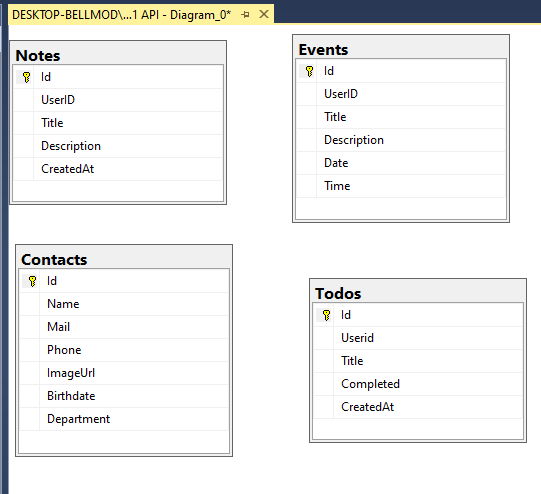 DESKTOP-BELLMOD\...1 API - Diagram_0*
Notes
Id
UserID
Title
Description
CreatedAt
Events
Id
UserID
Title
Description
Date
Time
Contacts
Id
Name
Mail
Phone
ImageUrl
Birthdate
Department
Todos
Id
Userid
Title
Completed
CreatedAt